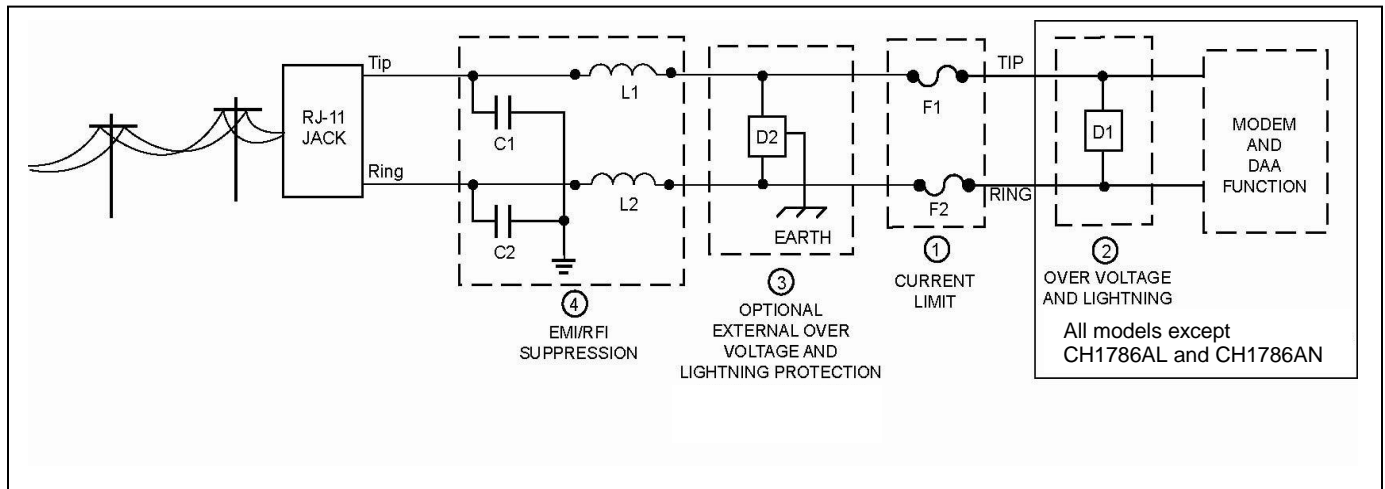 RJ-11
JACK
Tip
Ring
C1
C2
L1
L2
4
EMI/RFI
SUPPRESSION
D2
EARTH
3
OPTIONAL
EXTERNAL OVER
VOLTAGE AND
LIGHTNING PROTECTION
F1
F2
1
CURRENT
LIMIT
TIP
RING
D1
2
OVER VOLTAGE
AND LIGHTNING
MODEM
AND
DAA
FUNCTION
All models except
CH1786AL and CH1786AN